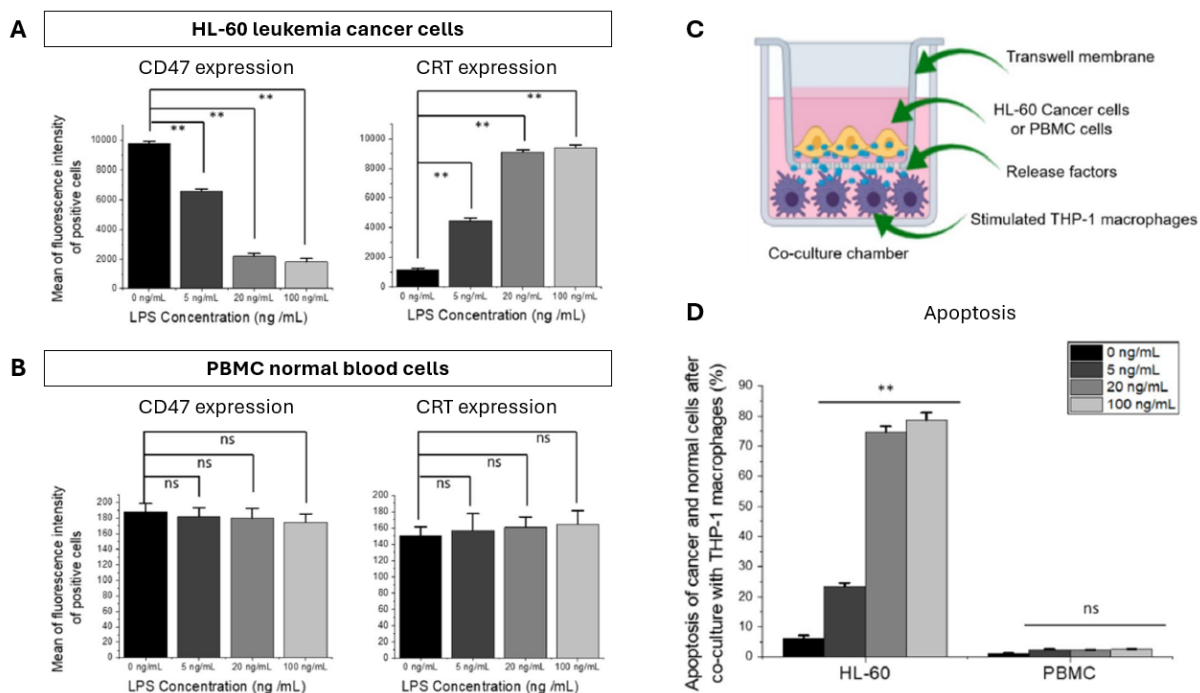 A
HL-60 leukemia cancer cells
CD47 expression
Mean of fluorescence intensity
of positive cells
10000
8000
6000
4000
2000
0
**
**
**
0 ng/mL
5 ng/mL
20 ng/mL
100 ng/mL
LPS Concentration (ng /mL)
CRT expression
10000
8000
6000
4000
2000
0
**
**
**
0 ng/mL
5 ng/mL
20 ng/mL
100 ng/mL
LPS Concentration (ng /mL)
B
PBMC normal blood cells
CD47 expression
Mean of fluorescence intensity
of positive cells
200
180
160
140
120
100
80
60
40
20
0
ns
ns
ns
0 ng/mL
5 ng/mL
20 ng/mL
100 ng/mL
LPS Concentration (ng /mL)
CRT expression
200
180
160
140
120
100
80
60
40
20
0
ns
ns
ns
0 ng/mL
5 ng/mL
20 ng/mL
100 ng/mL
LPS Concentration (ng /mL)
C
Transwell membrane
HL-60 Cancer cells
or PBMC cells
Release factors
Stimulated THP-1 macrophages
Co-culture chamber
D
Apoptosis
0 ng/mL
5 ng/mL
20 ng/mL
100 ng/mL
Apoptosis of cancer and normal cells after
co-culture with THP-1 macrophages (%)
90
80
70
60
50
40
30
20
10
0
**
ns
HL-60
PBMC